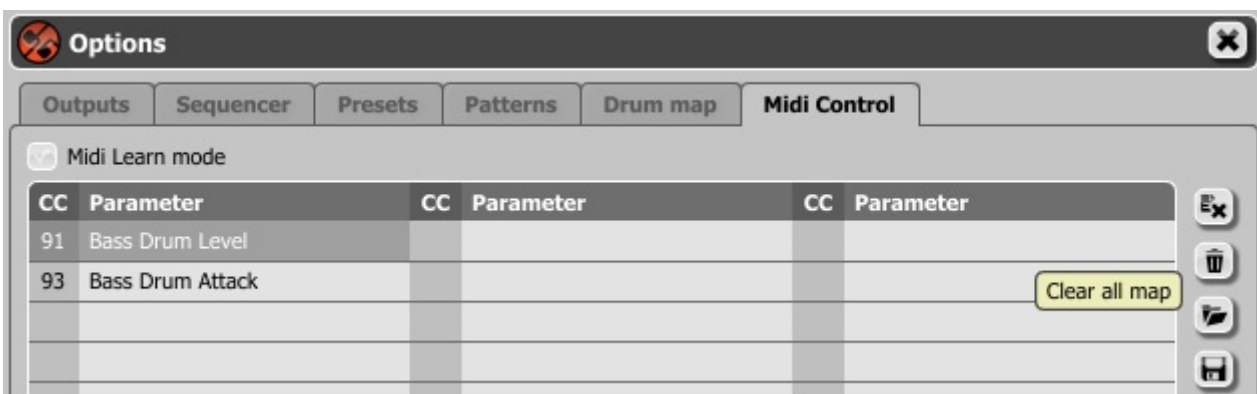 Options
Outputs Sequencer Presets Patterns Drum map Midi Control
Midi Learn mode
CC Parameter CC Parameter CC Parameter
91 Bass Drum Level
93 Bass Drum Attack
Clear all map